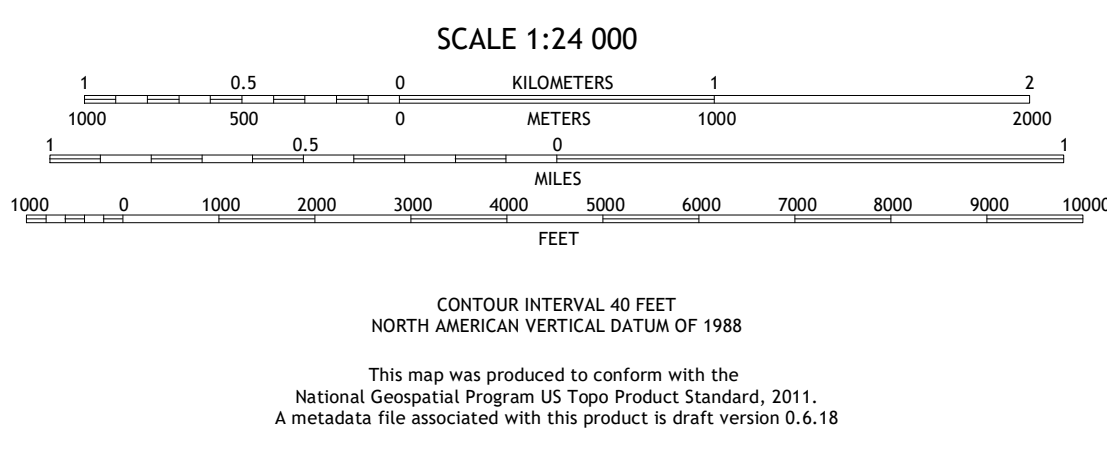 SCALE 1:24 000
1 0.5 0 KILOMETERS 1 2
1000 500 0 METERS 1000 2000
1 0.5 0 1
MILES
1000 0 1000 2000 3000 4000 5000 6000 7000 8000 9000 10000
FEET
CONTOUR INTERVAL 40 FEET
NORTH AMERICAN VERTICAL DATUM OF 1988
This map was produced to conform with the
National Geospatial Program US Topo Product Standard, 2011.
A metadata file associated with this product is draft version 0.6.18